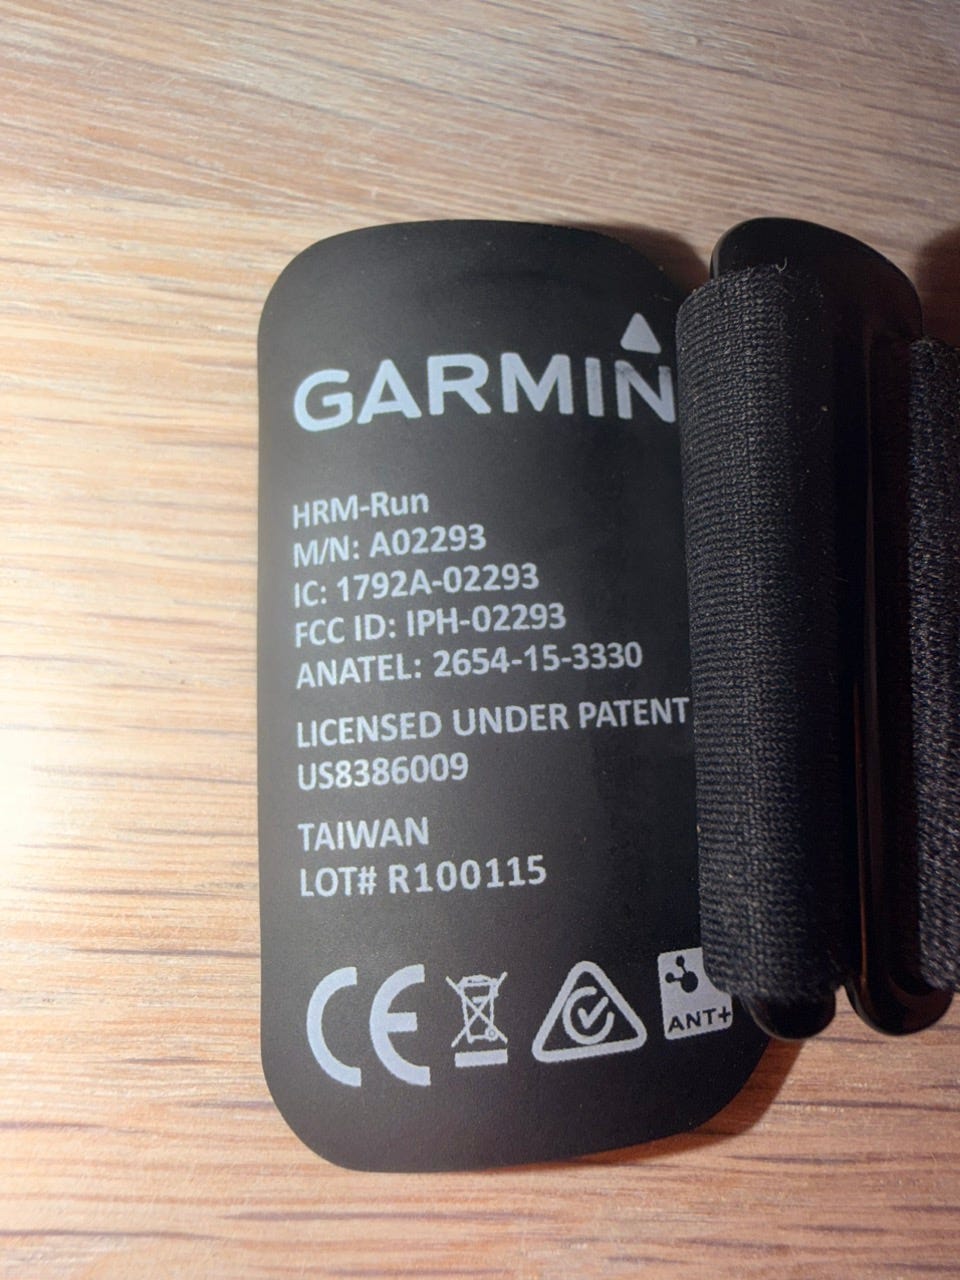 GARMIN
HRM-Run
M/N: A02293
IC: 1792A-02293
FCC ID: IPH-02293
ANATEL: 2654-15-3330
LICENSED UNDER PATENT
US8386009
TAIWAN
LOT# R100115
CE
ANT+